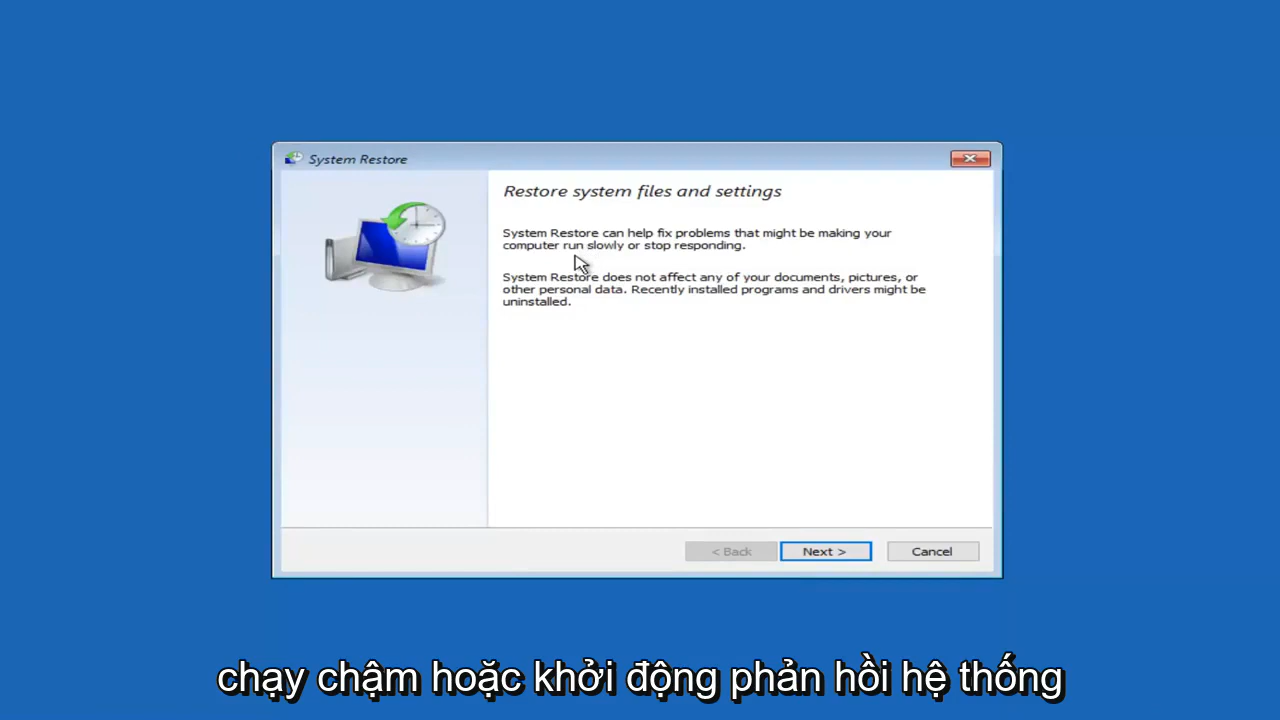 System Restore
Restore system files and settings
System Restore can help fix problems that might be making your
computer run slowly or stop responding.
System Restore does not affect any of your documents, pictures, or
other personal data. Recently installed programs and drivers might be
uninstalled.
< Back
Next >
Cancel
chạy chậm hoặc khởi động phản hồi hệ thống